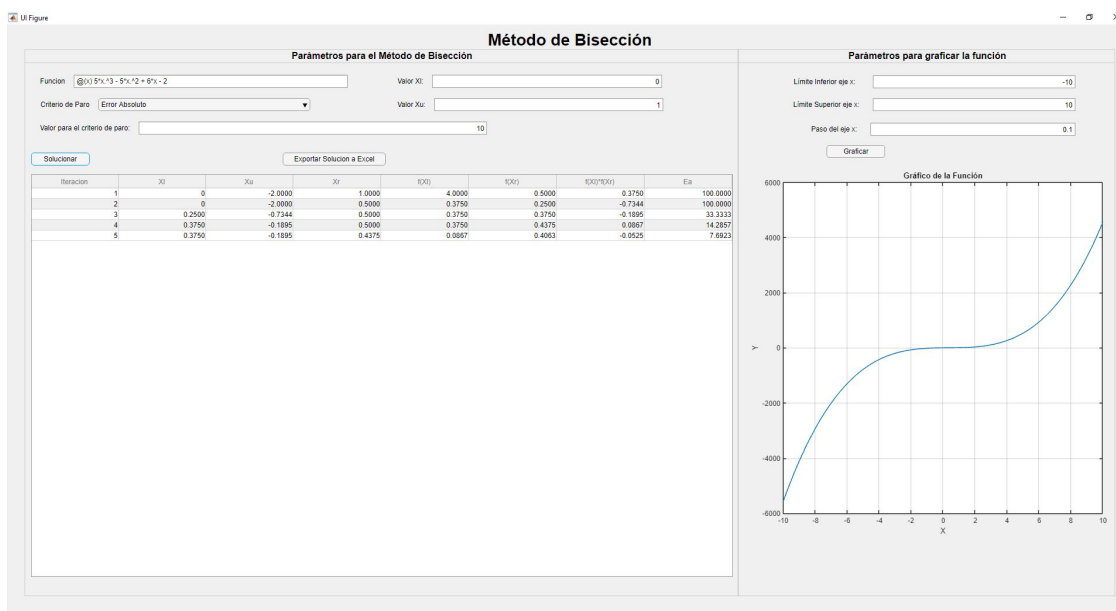 UI Figure
Método de Bisección
Parámetros para el Método de Bisección
Funcion @(x) 5*x.^3 - 5*x.^2 + 6*x - 2 Valor Xl: 0
Criterio de Paro Error Absoluto Valor Xu: 1
Valor para el criterio de paro: 10
Solucionar Exportar Solucion a Excel
Iteracion Xl Xu Xr f(Xl) f(Xr) f(Xl)*f(Xr) Ea
1 0 -2.0000 1.0000 4.0000 0.5000 0.3750 100.0000
2 0 -2.0000 0.5000 0.3750 0.2500 -0.7344 100.0000
3 0.2500 -0.7344 0.5000 0.3750 0.3750 -0.1895 33.3333
4 0.3750 -0.1895 0.5000 0.3750 0.4375 0.0867 14.2857
5 0.3750 -0.1895 0.4375 0.0867 0.4063 -0.0525 7.6923
Paràmetros para graficar la función
Límite Inferior eje x: -10
Límite Superior eje x: 10
Paso del eje x: 0.1
Graficar
Gráfico de la Función
6000
4000
2000
0
-2000
-4000
-6000
Y
-10 -8 -6 -4 -2 0 2 4 6 8 10
X